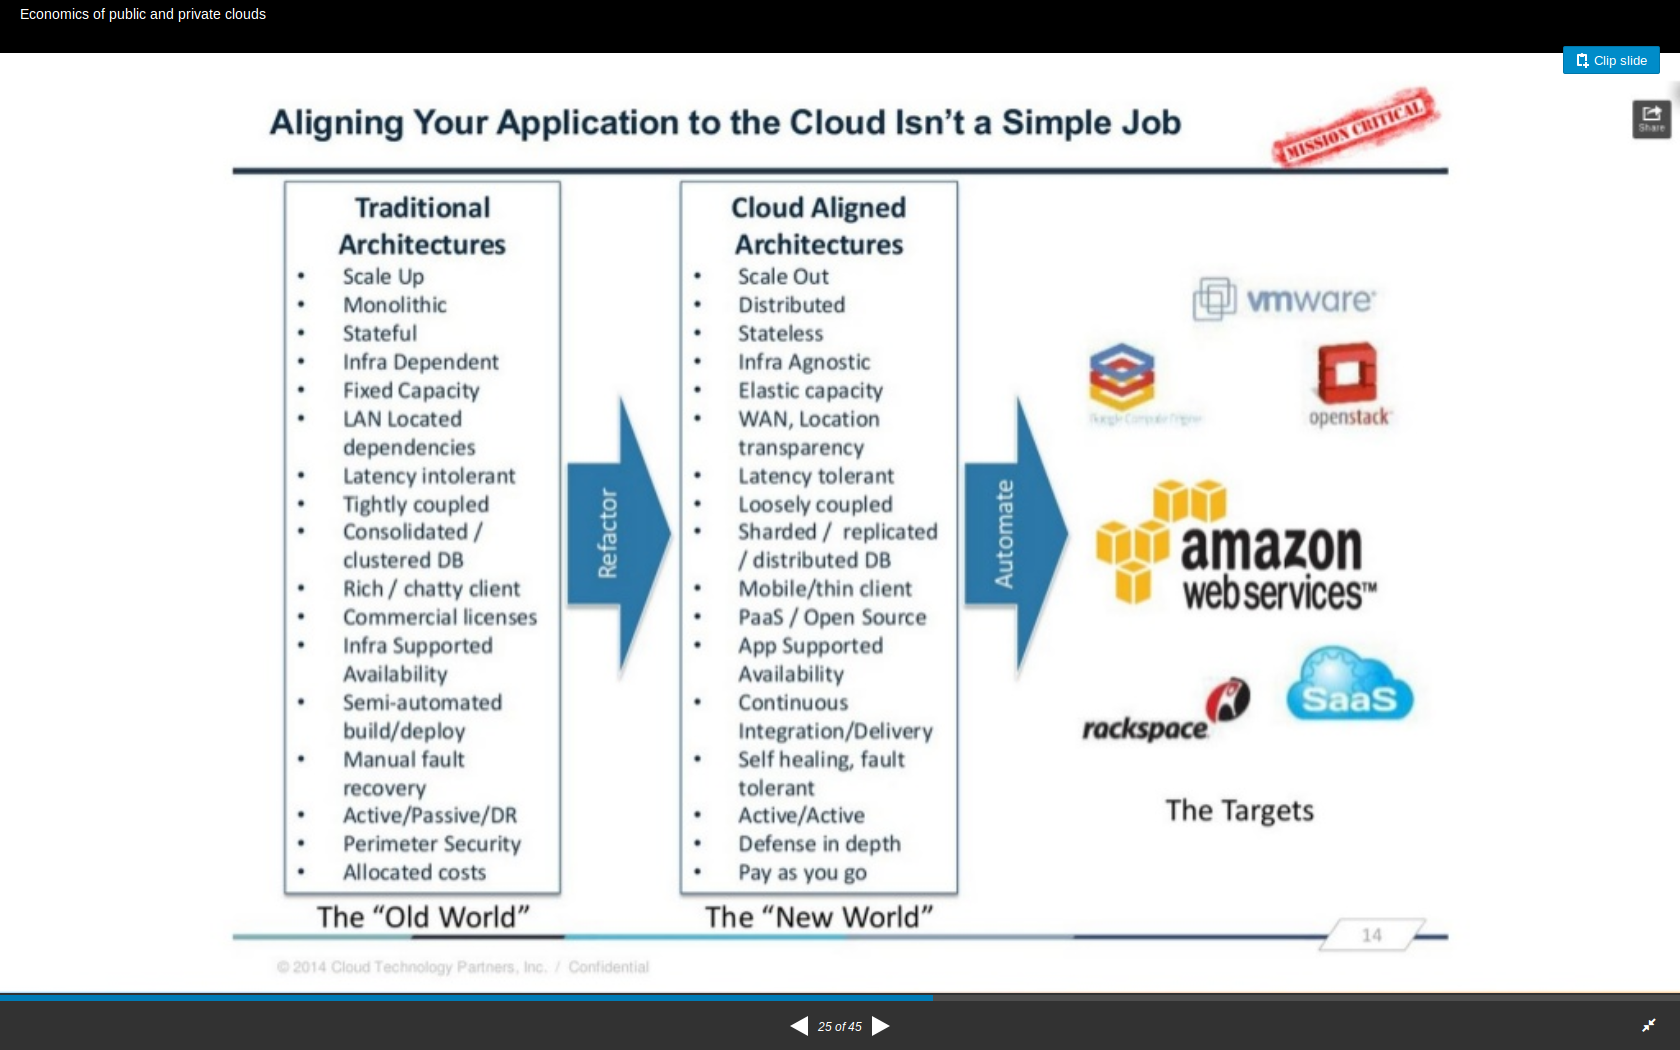 Economics of public and private clouds
Clip slide
Aligning Your Application to the Cloud Isn't a Simple Job
MISSION CRITICAL
Share
Traditional
Architectures
• Scale Up
• Monolithic
• Stateful
• Infra Dependent
• Fixed Capacity
• LAN Located
dependencies
• Latency intolerant
• Tightly coupled
• Consolidated /
clustered DB
• Rich / chatty client
• Commercial licenses
• Infra Supported
Availability
• Semi-automated
build/deploy
• Manual fault
recovery
• Active/Passive/DR
• Perimeter Security
• Allocated costs
The “Old World”
Refactor
Cloud Aligned
Architectures
• Scale Out
• Distributed
• Stateless
• Infra Agnostic
• Elastic capacity
• WAN, Location
transparency
• Latency tolerant
• Loosely coupled
• Sharded / replicated
/ distributed DB
• Mobile/thin client
• PaaS / Open Source
• App Supported
Availability
• Continuous
Integration/Delivery
• Self healing, fault
tolerant
• Active/Active
• Defense in depth
• Pay as you go
The “New World”
Automate
vmware®
Google Compute Engine
openstack
amazon
web services™
rackspace
SaaS
The Targets
14
© 2014 Cloud Technology Partners, Inc. / Confidential
25 of 45